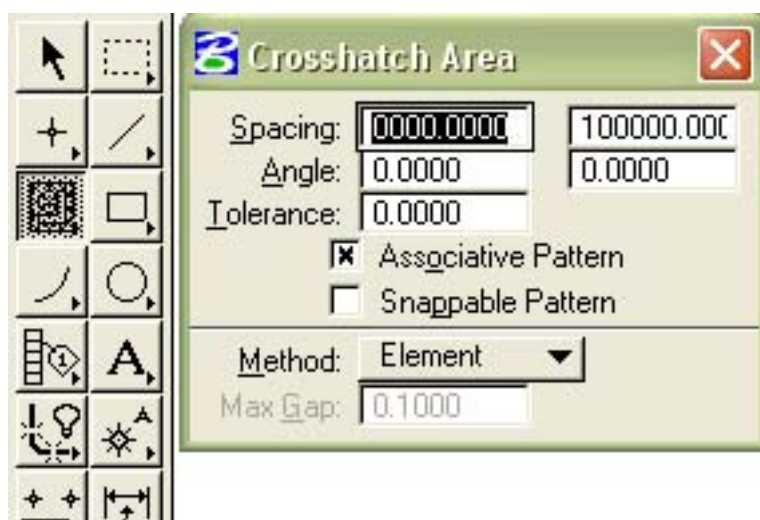 Crosshatch Area
Spacing: 0000.0000 100000.000
Angle: 0.0000 0.0000
Tolerance: 0.0000
Associative Pattern
Snappable Pattern
Method: Element
Max Gap: 0.1000
1
A
A